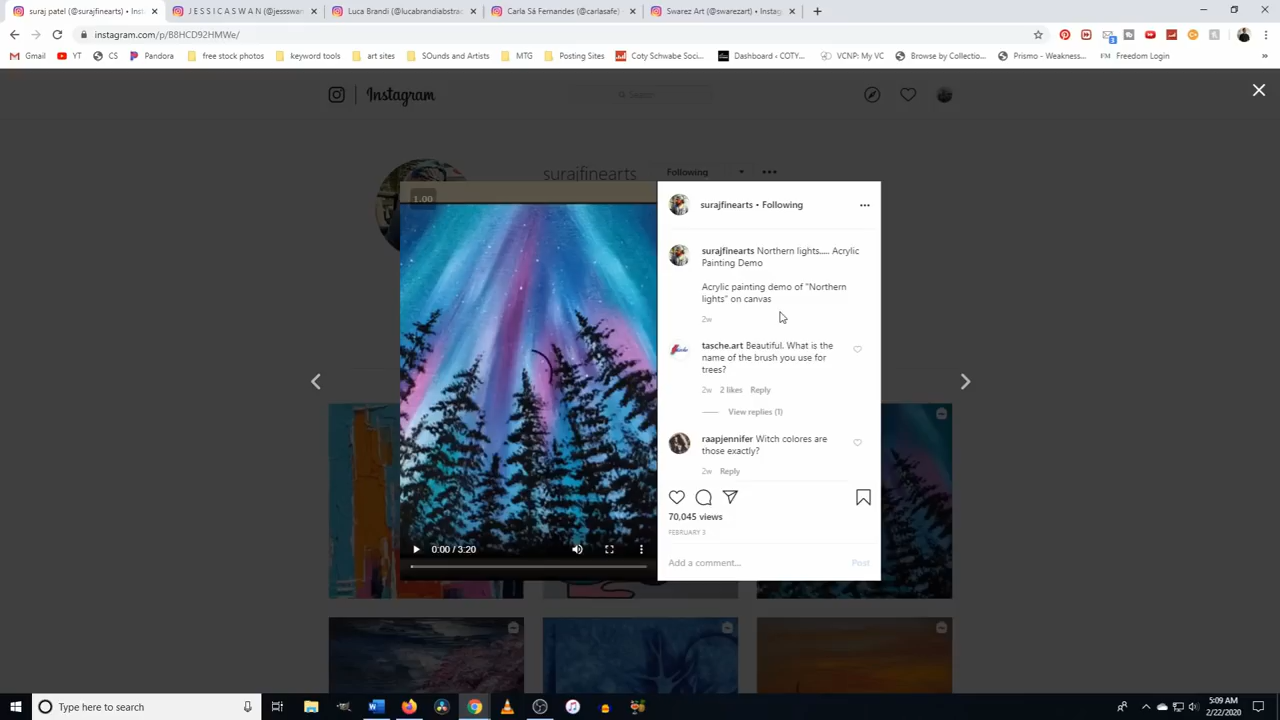 suraj patel (@surajfinearts) • Ins
J E S S I C A S W A N (@jessswan
Luca Brandi (@lucabrandiabstra
Carla Sá Fernandes (@carlasafe)
Swarez Art (@swarezart) • Instag
instagram.com/p/B8HCD92HMWe/
Gmail
YT
CS
Pandora
free stock photos
keyword tools
art sites
SOunds and Artists
MTG
Posting Sites
Coty Schwabe Soci...
Dashboard ‹ COTY...
VCNP: My VC
Browse by Collectio...
Prismo - Weakness...
FM Freedom Login
»
Instagram
Search
surajfinearts
Following
1.00
surajfinearts • Following
surajfinearts Northern lights..... Acrylic
Painting Demo
Acrylic painting demo of "Northern
lights" on canvas
2w
tasche.art Beautiful. What is the
name of the brush you use for
trees?
2w 2 likes Reply
View replies (1)
raapjennifer Witch colores are
those exactly?
2w Reply
70,045 views
FEBRUARY 3
0:00 / 3:20
Add a comment...
Post
Type here to search
5:09 AM
2/22/2020